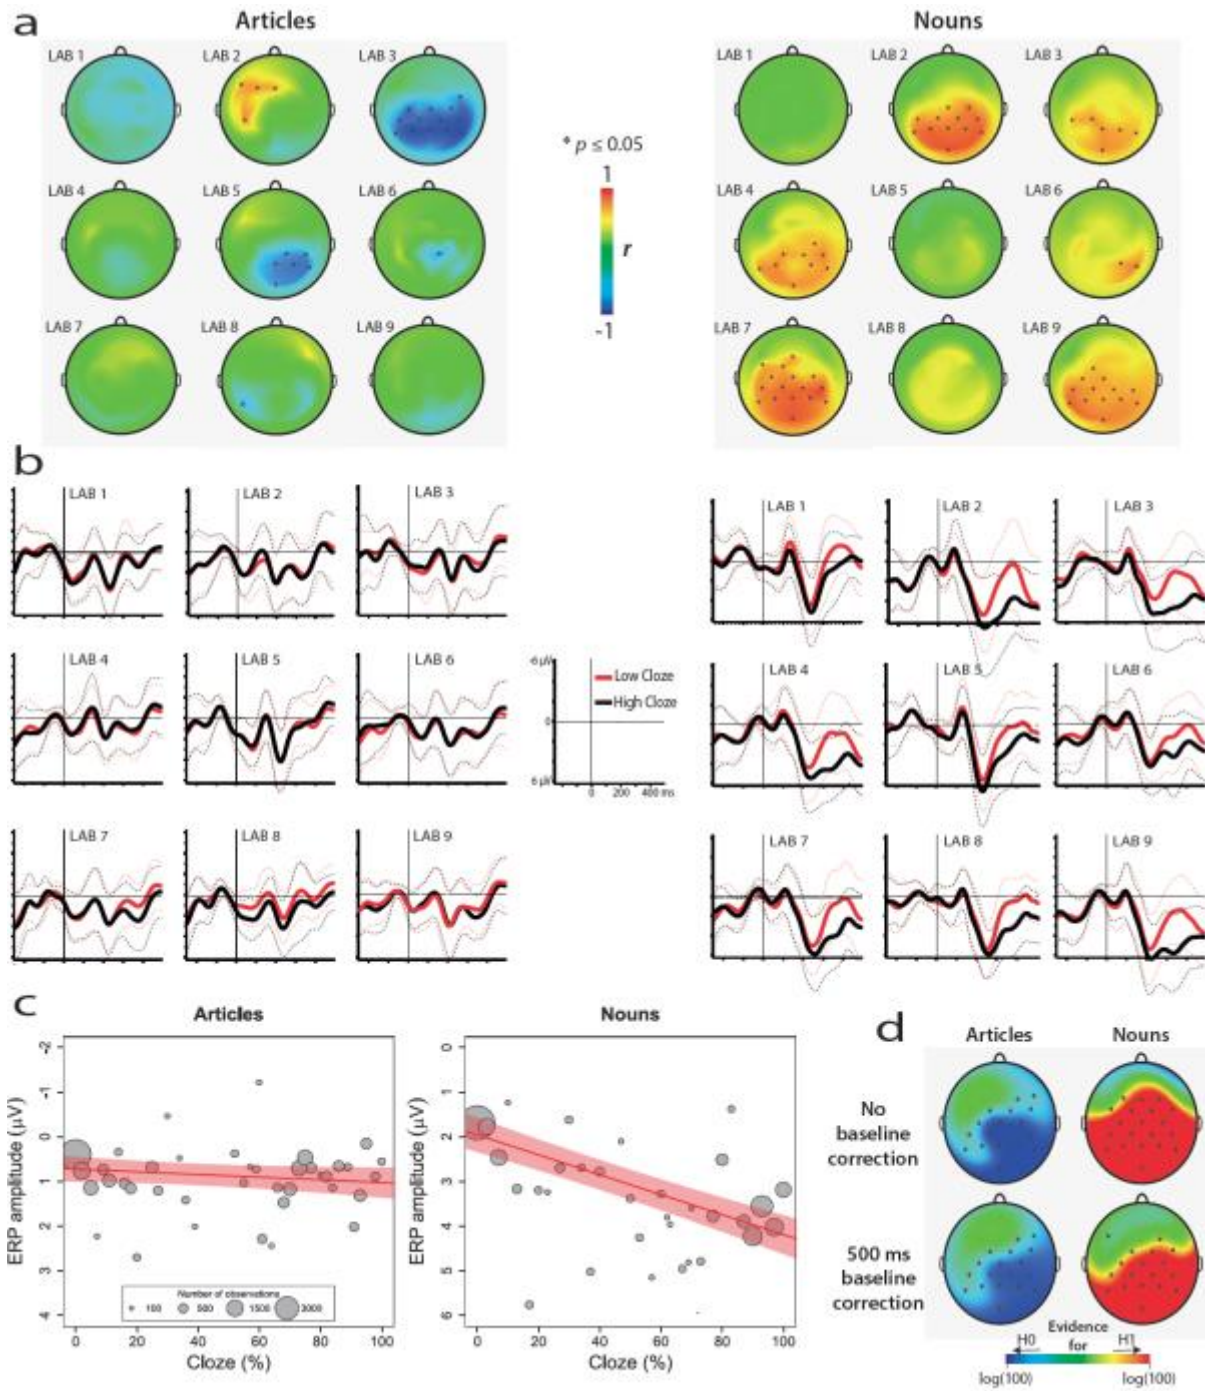 a
Articles
Nouns
LAB 1
LAB 2
LAB 3
LAB 4
LAB 5
LAB 6
LAB 7
LAB 8
LAB 9
* p ≤ 0.05
1
r
-1
LAB 1
LAB 2
LAB 3
LAB 4
LAB 5
LAB 6
LAB 7
LAB 8
LAB 9
b
LAB 1
LAB 2
LAB 3
LAB 4
LAB 5
LAB 6
LAB 7
LAB 8
LAB 9
-6 µV
Low Cloze
High Cloze
0
6 µV
0 200 400 ms
LAB 1
LAB 2
LAB 3
LAB 4
LAB 5
LAB 6
LAB 7
LAB 8
LAB 9
c
Articles
ERP amplitude (µV)
-2
-1
0
1
2
3
4
Number of observations
100 500 1500 3000
0 20 40 60 80 100
Cloze (%)
Nouns
ERP amplitude (µV)
0
1
2
3
4
5
6
0 20 40 60 80 100
Cloze (%)
d
Articles Nouns
No
baseline
correction
500 ms
baseline
correction
Evidence
H0 for H1
log(100) log(100)